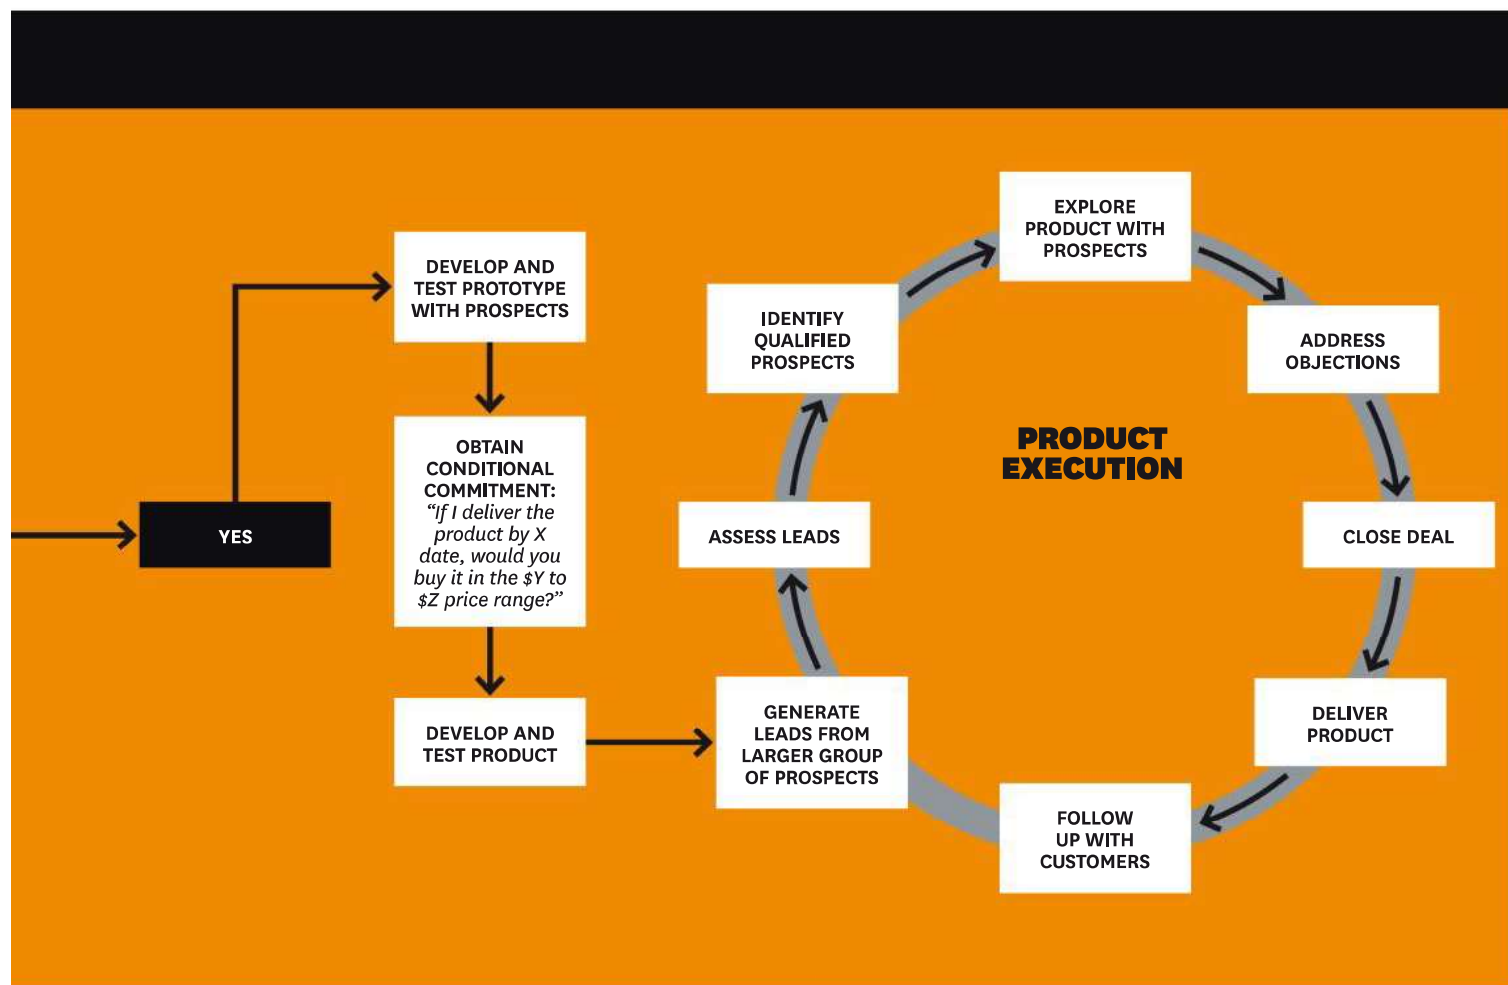 YES
DEVELOP AND
TEST PROTOTYPE
WITH PROSPECTS
OBTAIN
CONDITIONAL
COMMITMENT:
“If I deliver the
product by X
date, would you
buy it in the $Y to
$Z price range?”
DEVELOP AND
TEST PRODUCT
PRODUCT
EXECUTION
GENERATE
LEADS FROM
LARGER GROUP
OF PROSPECTS
ASSESS LEADS
IDENTIFY
QUALIFIED
PROSPECTS
EXPLORE
PRODUCT WITH
PROSPECTS
ADDRESS
OBJECTIONS
CLOSE DEAL
DELIVER
PRODUCT
FOLLOW
UP WITH
CUSTOMERS